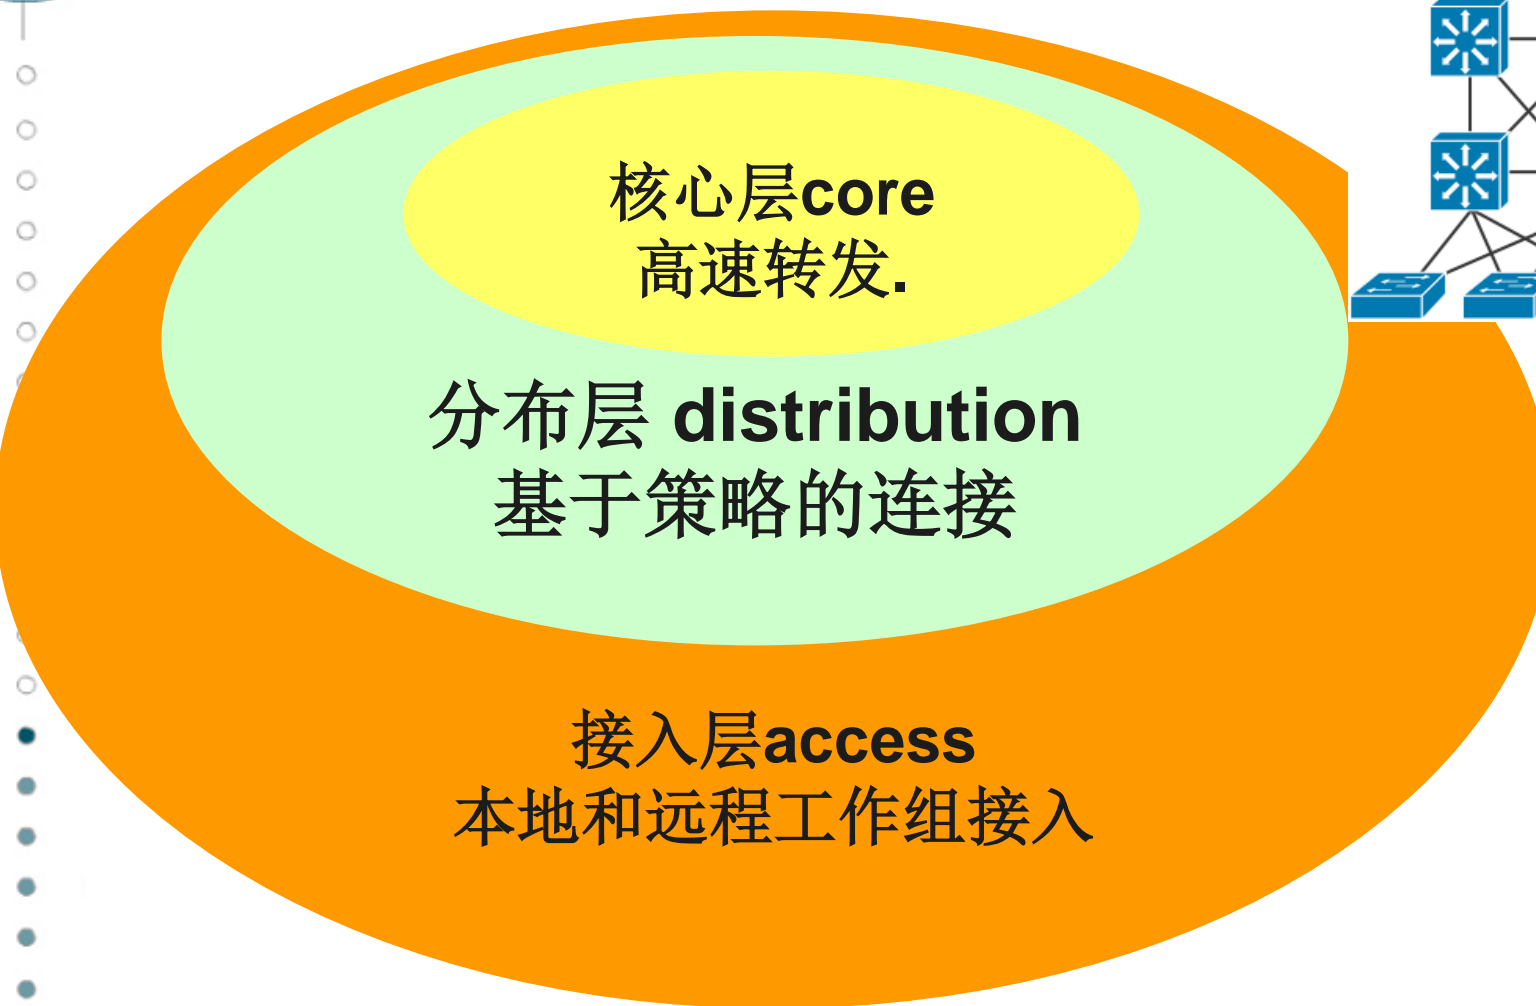 核心层core
高速转发.
分布层 distribution
基于策略的连接
接入层access
本地和远程工作组接入